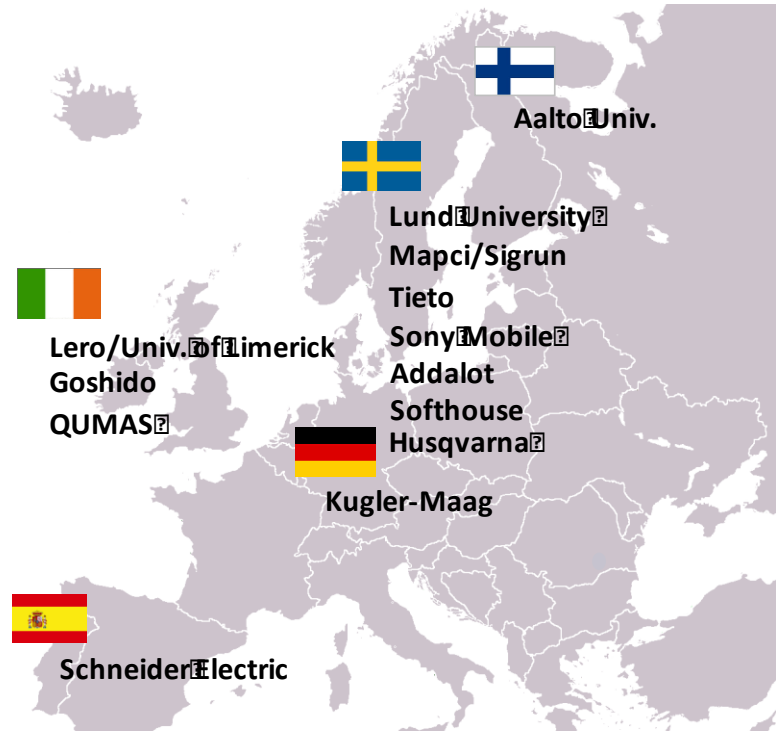 Aalto Univ.
Lund University
Mapci/Sigrun
Tieto
Sony Mobile
Addalot
Softhouse
Husqvarna
Lero/Univ. of Limerick
Goshido
QUMAS
Kugler-Maag
Schneider Electric